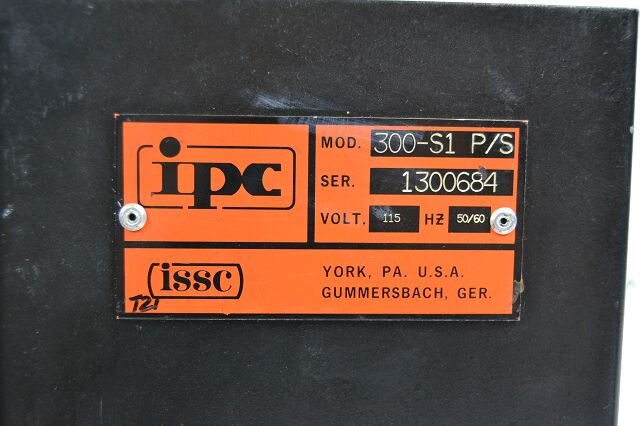 ipc
MOD. 300-S1 P/S
SER. 1300684
VOLT. 115 HZ 50/60
issc
YORK, PA. U.S.A.
GUMMERSBACH, GER.
T21